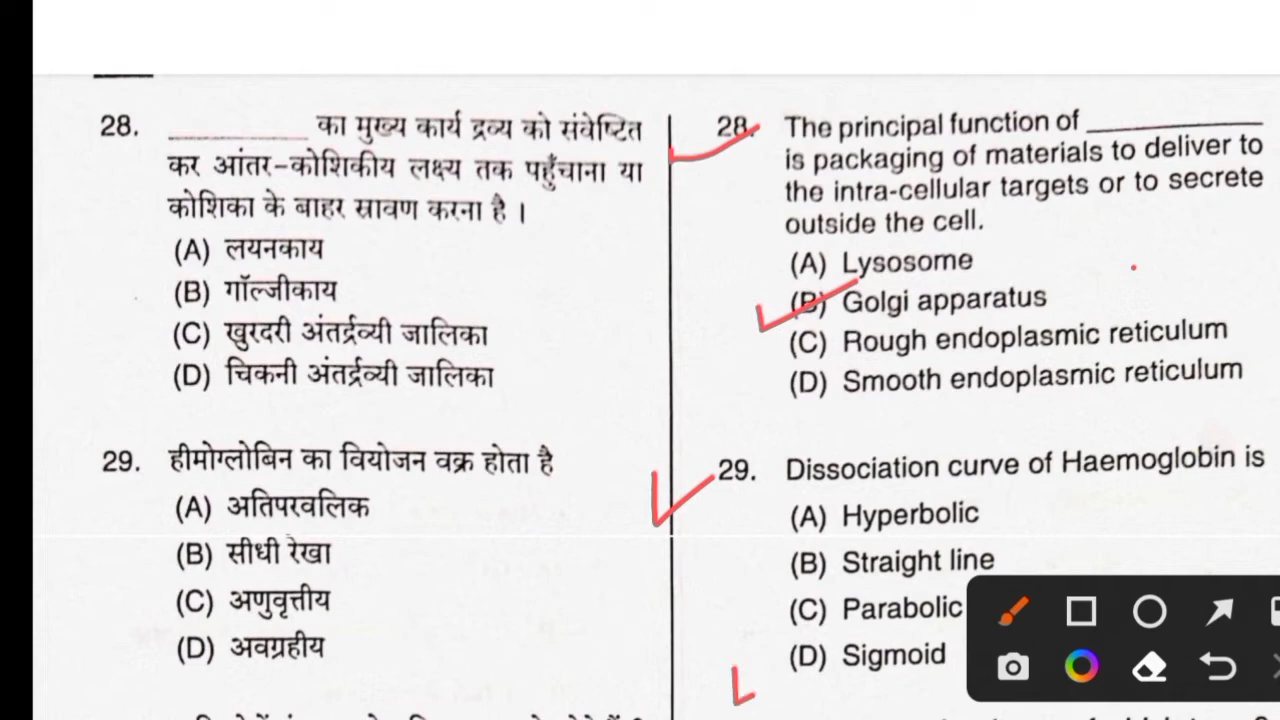 28. ________ का मुख्य कार्य द्रव्य को संवेष्टित
कर आंतर-कोशिकीय लक्ष्य तक पहुँचाना या
कोशिका के बाहर स्रावण करना है ।
(A) लयनकाय
(B) गॉल्जीकाय
(C) खुरदरी अंतर्द्रव्यी जालिका
(D) चिकनी अंतर्द्रव्यी जालिका
29. हीमोग्लोबिन का वियोजन वक्र होता है
(A) अतिपरवलिक
(B) सीधी रेखा
(C) अणुवृत्तीय
(D) अवग्रहीय
28. The principal function of ________
is packaging of materials to deliver to
the intra-cellular targets or to secrete
outside the cell.
(A) Lysosome
(B) Golgi apparatus
(C) Rough endoplasmic reticulum
(D) Smooth endoplasmic reticulum
29. Dissociation curve of Haemoglobin is
(A) Hyperbolic
(B) Straight line
(C) Parabolic
(D) Sigmoid